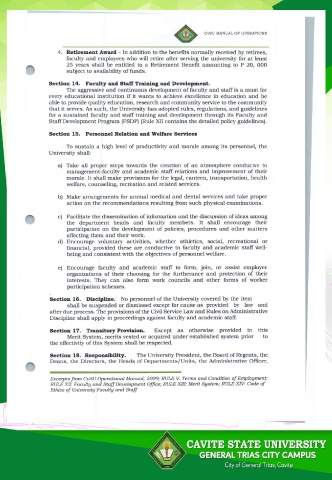 CvSU MANUAL OF OPERATIONS
4. Retirement Award – In addition to the benefits normally received by retirees,
faculty and employees who will retire after serving the university for at least
25 years shall be entitled to a Retirement Benefit amounting to P 20, 000
subject to availability of funds.
Section 14. Faculty and Staff Training and Development.
The aggressive and continuous development of faculty and staff is a must for
every educational institution if it wants to achieve excellence in education and be
able to provide quality education, research and community service to the community
that it serves. As such, the University has adopted rules, regulations, and guidelines
for a sustained faculty and staff training and development through its Faculty and
Staff Development Program (FSDP) (Rule XII contains the detailed policy guidelines).
Section 15. Personnel Relation and Welfare Services
To sustain a high level of productivity and morale among its personnel, the
University shall:
a) Take all proper steps towards the creation of an atmosphere conducive to
management-faculty and academic staff relations and improvement of their
morale. It shall make provisions for the legal, canteen, transportation, health
welfare, counseling, recreation and related services.
b) Make arrangements for annual medical and dental services and take proper
action on the recommendations resulting from such physical examinations.
c) Facilitate the dissemination of information and the discussion of ideas among
the department heads and faculty members. It shall encourage their
participation on the development of policies, procedures and other matters
affecting them and their work.
d) Encourage voluntary activities, whether athletics, social, recreational or
financial, provided these are conducive to faculty and academic staff well-
being and consistent with the objectives of personnel welfare.
e) Encourage faculty and academic staff to form, join, or assist employee
organizations of their choosing for the furtherance and protection of their
interests. They can also form work councils and other forms of worker
participation schemes.
Section 16. Discipline. No personnel of the University covered by the item
shall be suspended or dismissed except for cause as provided by law and
after due process. The provisions of the Civil Service Law and Rules on Administrative
Discipline shall apply in proceedings against faculty and academic staff.
Section 17. Transitory Provision. Except as otherwise provided in this
Merit System, merits vested or acquired under established system prior to
the effectivity of this System shall be respected.
Section 18. Responsibility. The University President, the Board of Regents, the
Deans, the Directors, the Heads of Departments/Units, the Administrative Officer,
Excerpts from CvSU Operational Manual, 2009, RULE V: Terms and Condition of Employment;
RULE XII: Faculty and Staff Development Office; RULE XIII: Merit System; RULE XIV: Code of
Ethics of University Faculty and Staff
CAVITE STATE UNIVERSITY
GENERAL TRIAS CITY CAMPUS
City of General Trias, Cavite